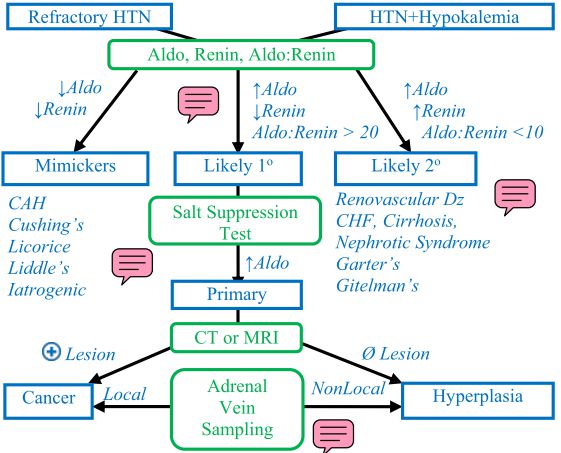 Refractory HTN
HTN+Hypokalemia
Aldo, Renin, Aldo:Renin
↓Aldo
↓Renin
↑Aldo
↓Renin
Aldo:Renin > 20
↑Aldo
↑Renin
Aldo:Renin <10
Mimickers
Likely 1º
Likely 2º
CAH
Cushing’s
Licorice
Liddle’s
Iatrogenic
Salt Suppression
Test
Renovascular Dz
CHF, Cirrhosis,
Nephrotic Syndrome
Garter’s
Gitelman’s
↑Aldo
Primary
CT or MRI
Lesion
Ø Lesion
Cancer
Local
Adrenal
Vein
Sampling
NonLocal
Hyperplasia